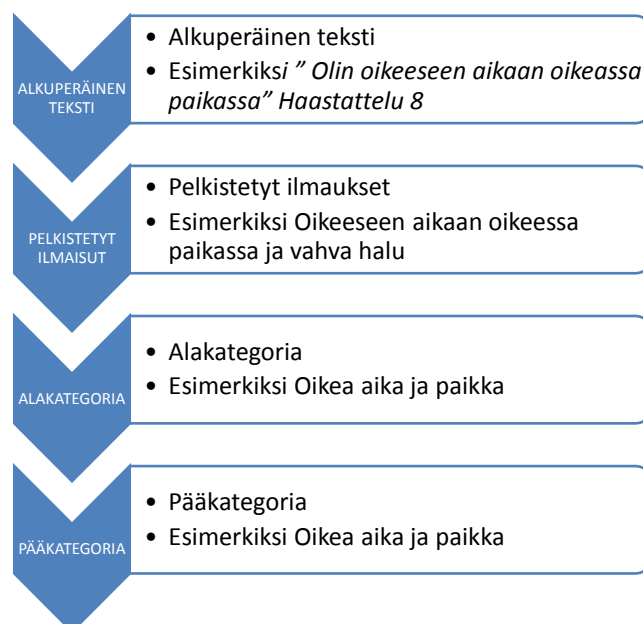 ALKUPERÄINEN
TEKSTI
• Alkuperäinen teksti
• Esimerkiksi ” Olin oikeeseen aikaan oikeassa
paikassa” Haastattelu 8
PELKISTETYT
ILMAISUT
• Pelkistetyt ilmaukset
• Esimerkiksi Oikeeseen aikaan oikeessa
paikassa ja vahva halu
ALAKATEGORIA
• Alakategoria
• Esimerkiksi Oikea aika ja paikka
PÄÄKATEGORIA
• Pääkategoria
• Esimerkiksi Oikea aika ja paikka